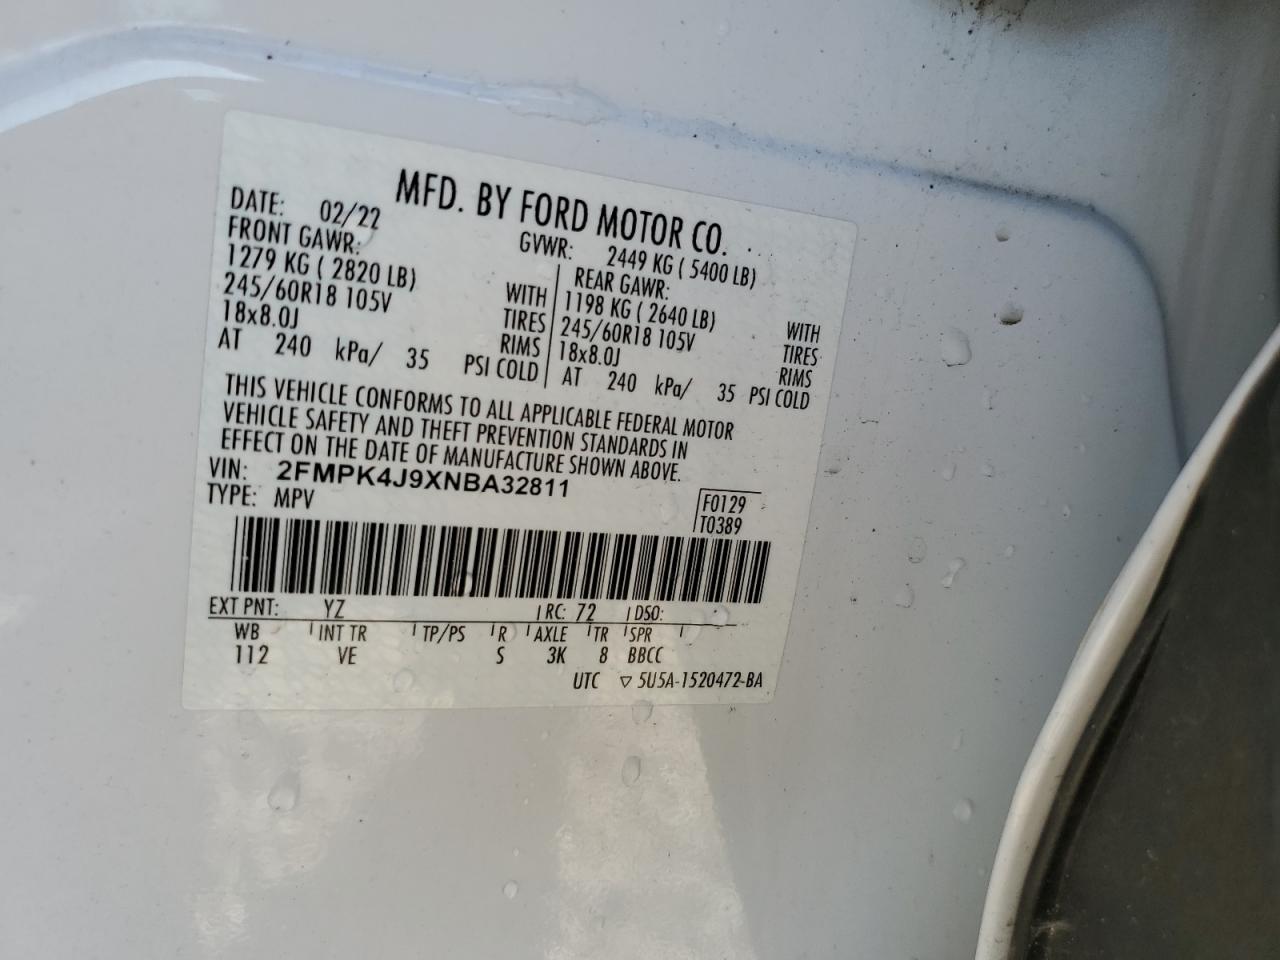 MFD. BY FORD MOTOR CO.
DATE: 02/22 GVWR: 2449 KG ( 5400 LB)
FRONT GAWR: REAR GAWR:
1279 KG ( 2820 LB) WITH 1198 KG ( 2640 LB) WITH
245/60R18 105V TIRES 245/60R18 105V TIRES
18x8.0J RIMS 18x8.0J RIMS
AT 240 kPa/ 35 PSI COLD AT 240 kPa/ 35 PSI COLD
THIS VEHICLE CONFORMS TO ALL APPLICABLE FEDERAL MOTOR
VEHICLE SAFETY AND THEFT PREVENTION STANDARDS IN
EFFECT ON THE DATE OF MANUFACTURE SHOWN ABOVE.
VIN: 2FMPK4J9XNBA32811
TYPE: MPV
F0129
T0389
EXT PNT: YZ RC: 72 DSO:
WB INT TR TP/PS R AXLE TR SPR
112 VE S 3K 8 BBCC
UTC ▽ 5U5A-1520472-BA